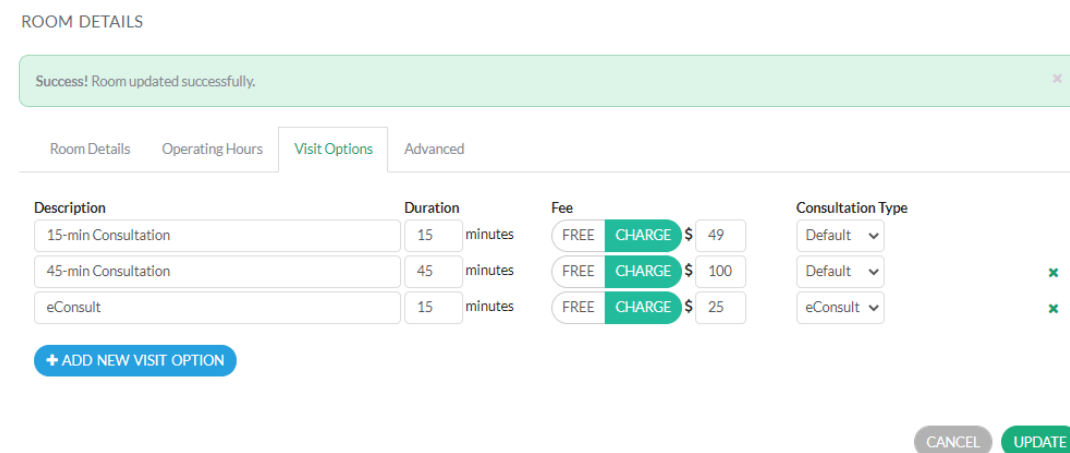 ROOM DETAILS
Success! Room updated successfully. ×
Room Details Operating Hours Visit Options Advanced
Description Duration Fee Consultation Type
15-min Consultation 15 minutes FREE CHARGE $ 49 Default
45-min Consultation 45 minutes FREE CHARGE $ 100 Default ×
eConsult 15 minutes FREE CHARGE $ 25 eConsult ×
+ ADD NEW VISIT OPTION
CANCEL UPDATE